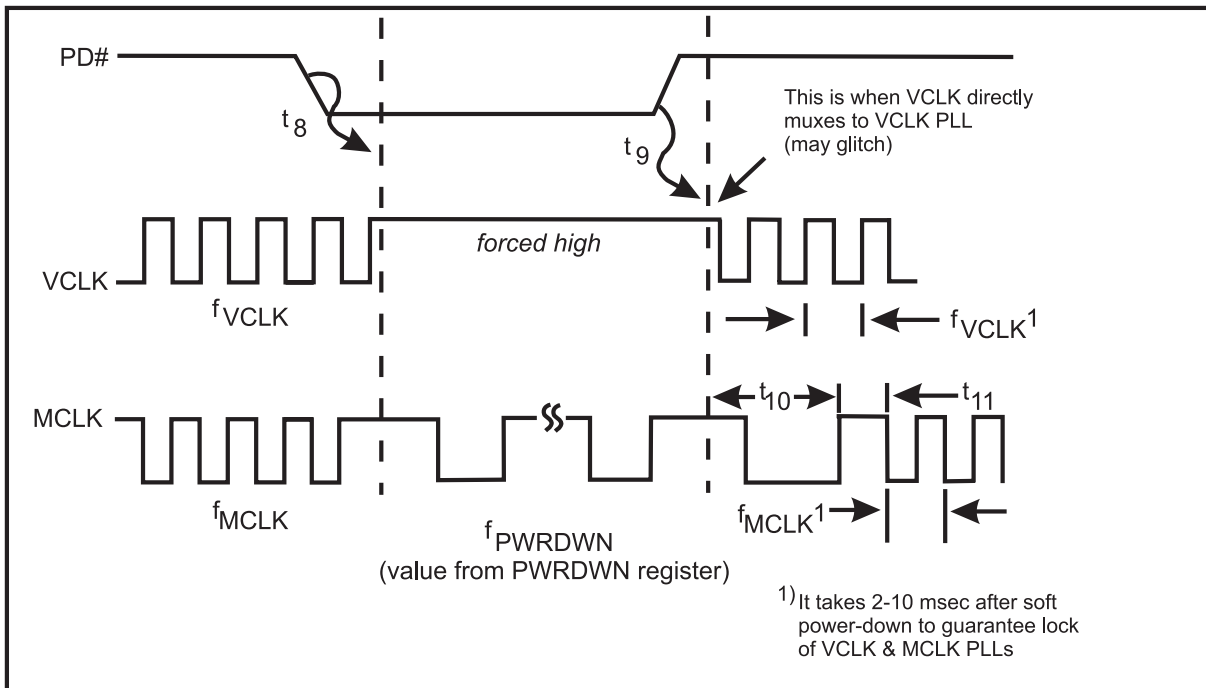 PD#
t8
t9
This is when VCLK directly
muxes to VCLK PLL
(may glitch)
forced high
VCLK
fVCLK
fVCLK1
MCLK
t10
t11
fMCLK
fMCLK1
fPWRDWN
(value from PWRDWN register)
1) It takes 2-10 msec after soft
power-down to guarantee lock
of VCLK & MCLK PLLs